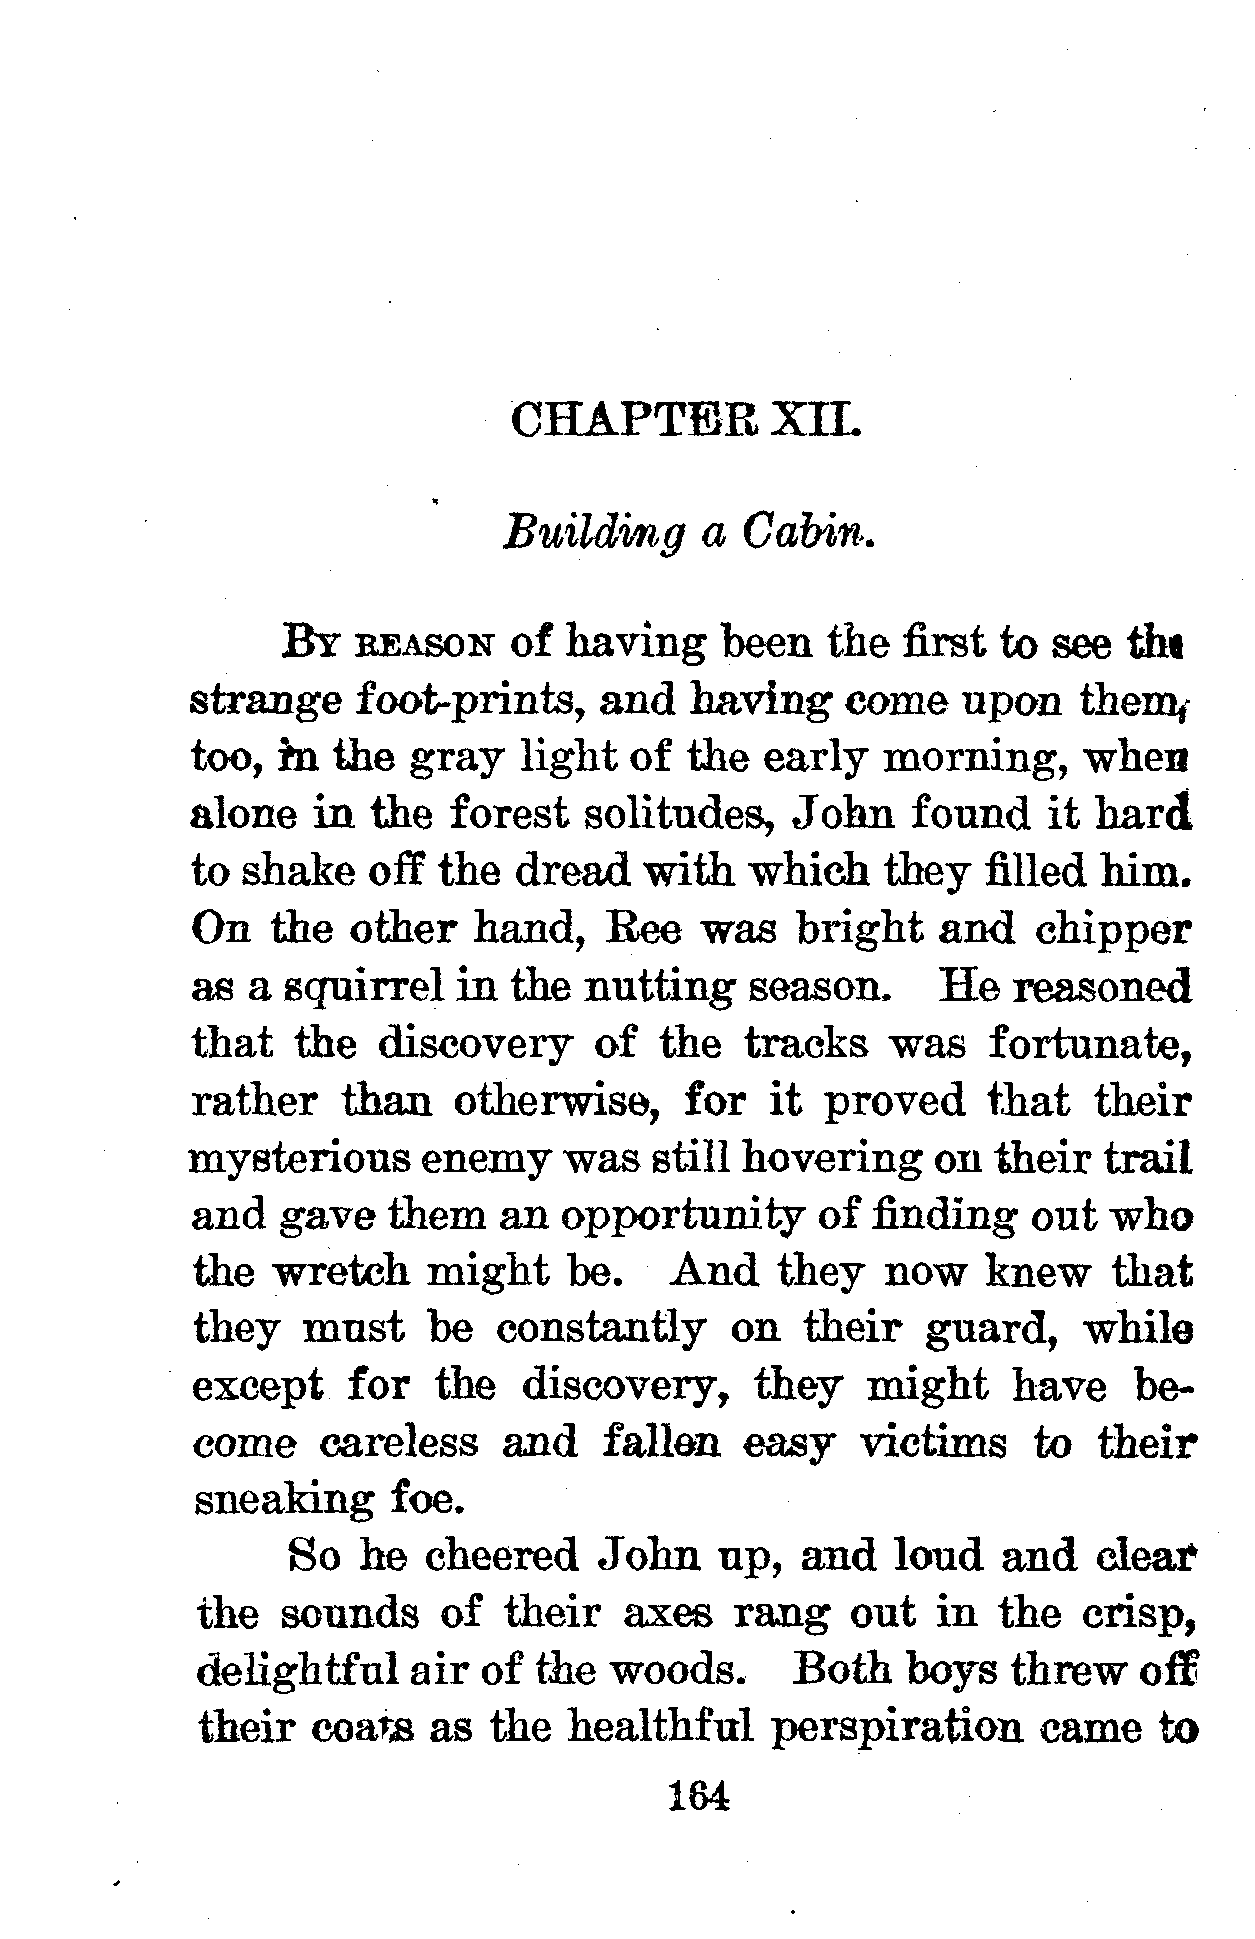 CHAPTER XII.
Building a Cabin.
BY REASON of having been the first to see the
strange foot-prints, and having come upon them,
too, in the gray light of the early morning, when
alone in the forest solitudes, John found it hard
to shake off the dread with which they filled him.
On the other hand, Ree was bright and chipper
as a squirrel in the nutting season. He reasoned
that the discovery of the tracks was fortunate,
rather than otherwise, for it proved that their
mysterious enemy was still hovering on their trail
and gave them an opportunity of finding out who
the wretch might be. And they now knew that
they must be constantly on their guard, while
except for the discovery, they might have be-
come careless and fallen easy victims to their
sneaking foe.
So he cheered John up, and loud and clear
the sounds of their axes rang out in the crisp,
delightful air of the woods. Both boys threw off
their coats as the healthful perspiration came to
164